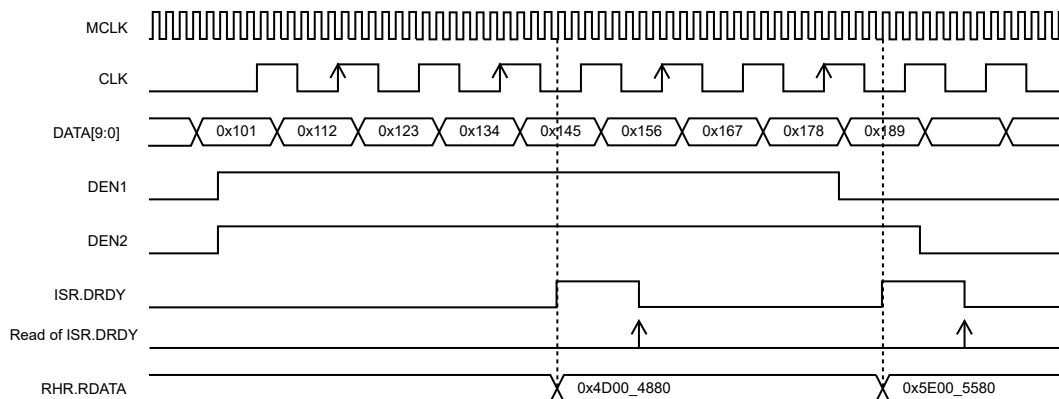 MCLK
CLK
DATA[9:0] 0x101 0x112 0x123 0x134 0x145 0x156 0x167 0x178 0x189
DEN1
DEN2
ISR.DRDY
Read of ISR.DRDY
RHR.RDATA 0x4D00_4880 0x5E00_5580